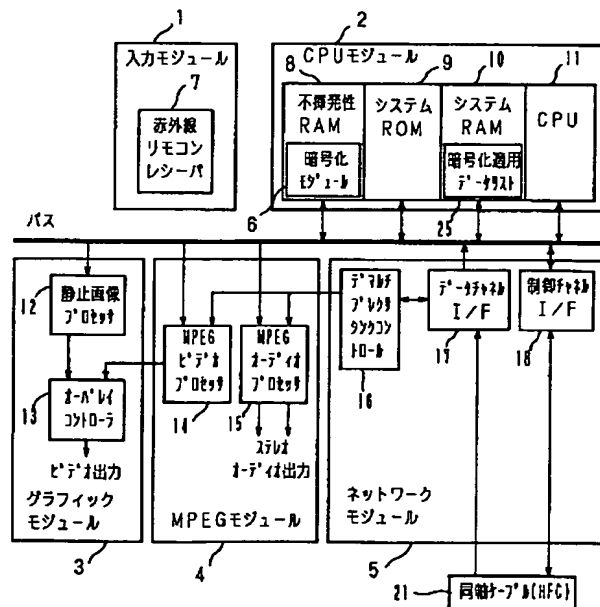 1
入力モジュール
7
赤外線
リモコン
レシーバ
2
CPUモジュール
8
9
10
11
不揮発性
RAM
暗号化
モジュール
6
システム
ROM
システム
RAM
暗号化適用
データリスト
25
CPU
バス
12
静止画像
プロセッサ
13
オーバレイ
コントローラ
ビデオ出力
グラフィック
モジュール
3
MPEG
ビデオ
プロセッサ
14
MPEG
オーディオ
プロセッサ
15
ステレオ
オーディオ出力
MPEGモジュール
4
デマルチ
プレクタ
タンクコン
トロール
16
データチャネル
I/F
17
制御チャネル
I/F
18
ネットワーク
モジュール
5
21
同軸ケーブル(HFC)